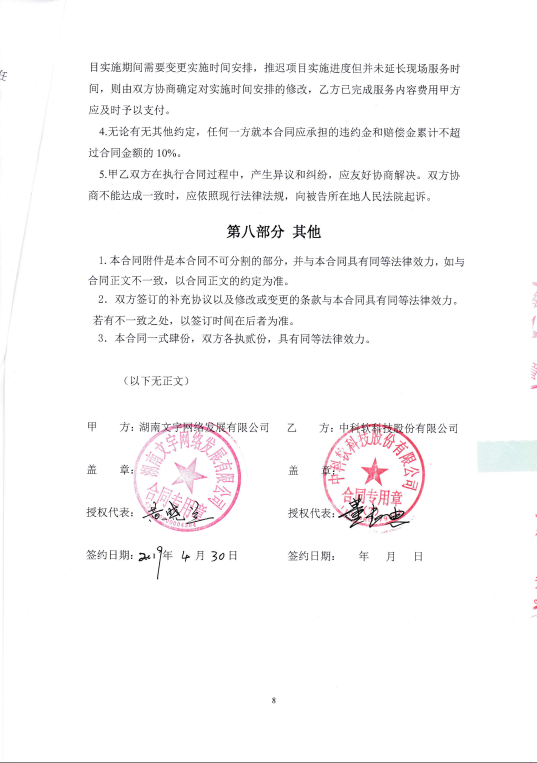 目实施期间需要变更实施时间安排，推迟项目实施进度但并未延长现场服务时
间，则由双方协商确定对实施时间安排的修改，乙方已完成服务内容费用甲方
应及时予以支付。
4.无论有无其他约定，任何一方就本合同应承担的违约金和赔偿金累计不超
过合同金额的 10%。
5.甲乙双方在执行合同过程中，产生异议和纠纷，应友好协商解决。双方协
商不能达成一致时，应依照现行法律法规，向被告所在地人民法院起诉。
第八部分 其他
1.本合同附件是本合同不可分割的部分，并与本合同具有同等法律效力，如与
合同正文不一致，以合同正文的约定为准。
2．双方签订的补充协议以及修改或变更的条款与本合同具有同等法律效力。
若有不一致之处，以签订时间在后者为准。
3．本合同一式肆份，双方各执贰份，具有同等法律效力。
（以下无正文）
甲 方：湖南文宇网络发展有限公司 乙 方：中科软科技股份有限公司
盖 章： 盖 章：
湖南文宇网络发展有限公司
合同专用章
中科软科技股份有限公司
合同专用章
授权代表： 授权代表：
签约日期：2019年 4 月 30 日 签约日期： 年 月 日
8